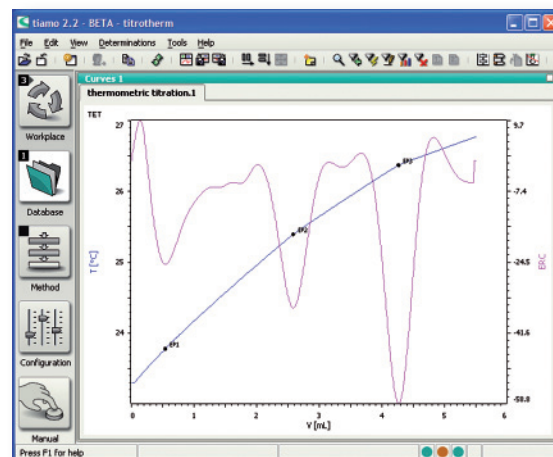 tiamo 2.2 - BETA - titrotherm
File Edit View Determinations Tools Help
Curves 1
thermometric titration.1
3
Workplace
1
Database
Method
Configuration
Manual
TET
27
26
25
24
T [°C]
9.7
-7.4
-24.5
-41.6
-58.8
ERC
EP1
EP2
EP3
0 1 2 3 4 5 6
V [mL]
Press F1 for help